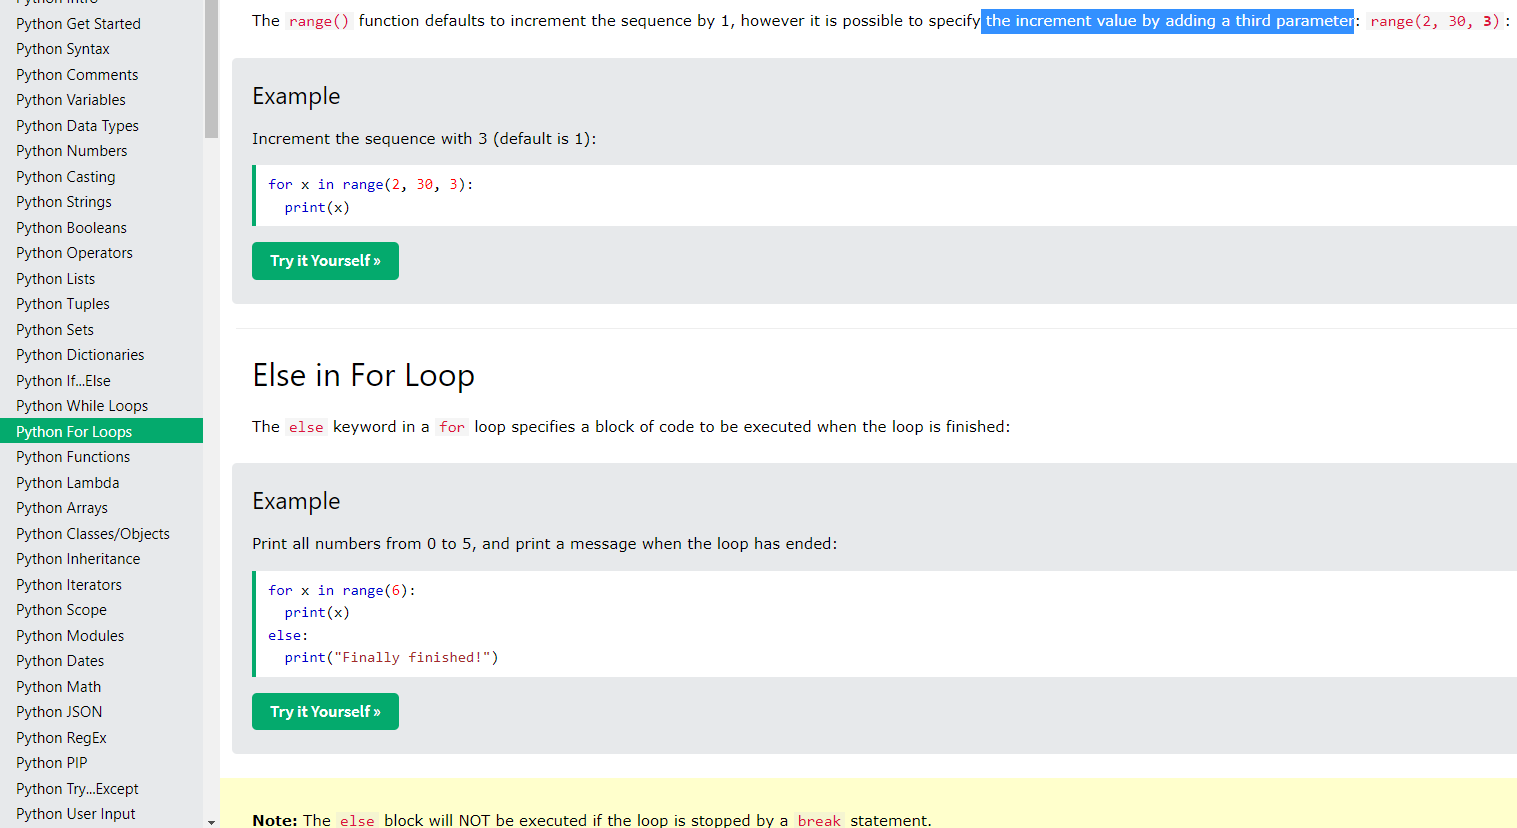 Python Intro
Python Get Started
Python Syntax
Python Comments
Python Variables
Python Data Types
Python Numbers
Python Casting
Python Strings
Python Booleans
Python Operators
Python Lists
Python Tuples
Python Sets
Python Dictionaries
Python If...Else
Python While Loops
Python For Loops
Python Functions
Python Lambda
Python Arrays
Python Classes/Objects
Python Inheritance
Python Iterators
Python Scope
Python Modules
Python Dates
Python Math
Python JSON
Python RegEx
Python PIP
Python Try...Except
Python User Input
The range() function defaults to increment the sequence by 1, however it is possible to specify the increment value by adding a third parameter: range(2, 30, 3):
Example
Increment the sequence with 3 (default is 1):
for x in range(2, 30, 3):
  print(x)
Try it Yourself »
Else in For Loop
The else keyword in a for loop specifies a block of code to be executed when the loop is finished:
Example
Print all numbers from 0 to 5, and print a message when the loop has ended:
for x in range(6):
  print(x)
else:
  print("Finally finished!")
Try it Yourself »
Note: The else block will NOT be executed if the loop is stopped by a break statement.